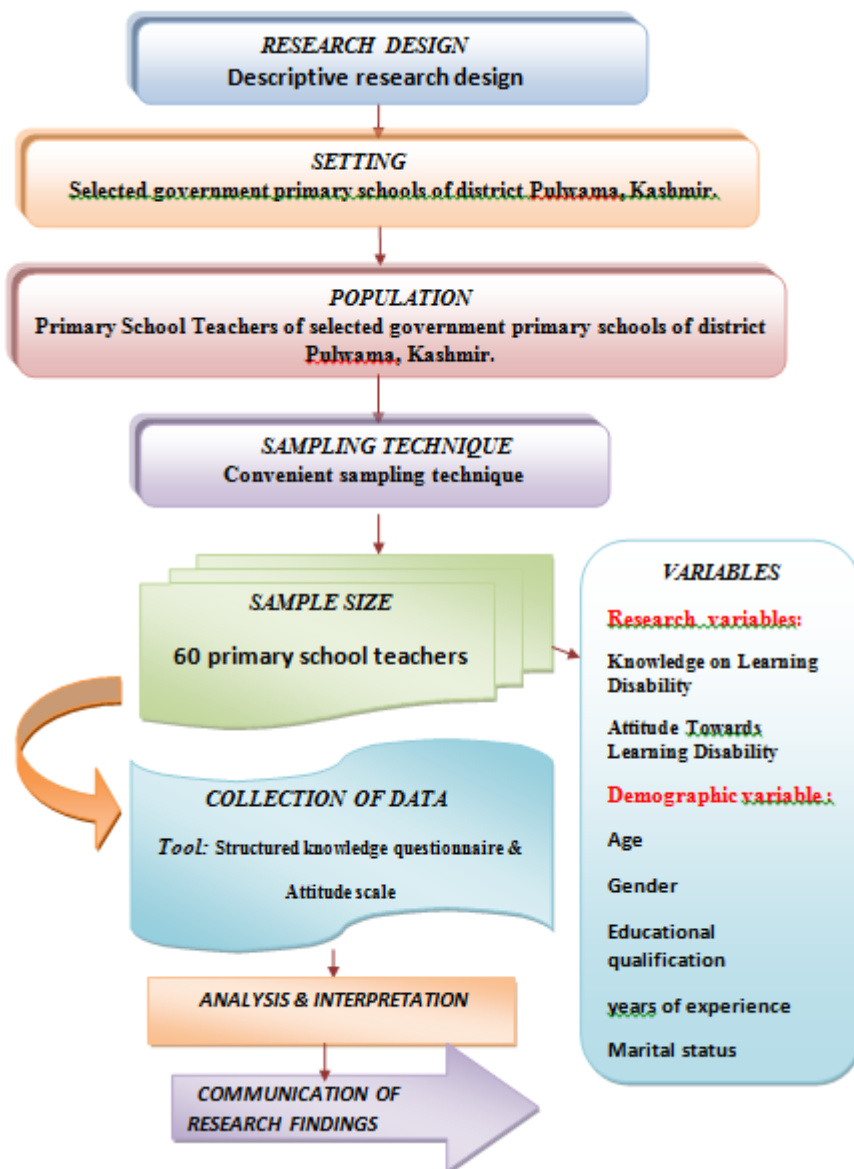 RESEARCH DESIGN
Descriptive research design
SETTING
Selected government primary schools of district Pulwama, Kashmir.
POPULATION
Primary School Teachers of selected government primary schools of district
Pulwama, Kashmir.
SAMPLING TECHNIQUE
Convenient sampling technique
SAMPLE SIZE
60 primary school teachers
COLLECTION OF DATA
Tool: Structured knowledge questionnaire &
Attitude scale
ANALYSIS & INTERPRETATION
COMMUNICATION OF
RESEARCH FINDINGS
VARIABLES
Research variables:
Knowledge on Learning
Disability
Attitude Towards
Learning Disability
Demographic variable :
Age
Gender
Educational
qualification
years of experience
Marital status